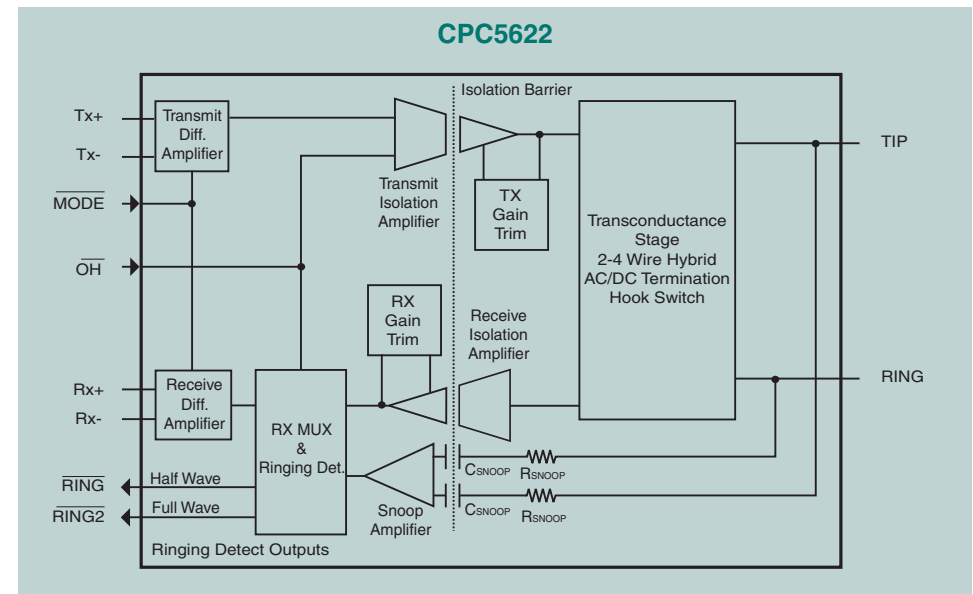 CPC5622
Isolation Barrier
Tx+
Tx-
MODE
OH
Transmit
Diff.
Amplifier
Transmit
Isolation
Amplifier
TX
Gain
Trim
Transconductance
Stage
2-4 Wire Hybrid
AC/DC Termination
Hook Switch
TIP
RING
RX
Gain
Trim
Receive
Isolation
Amplifier
Rx+
Rx-
Receive
Diff.
Amplifier
RX MUX
&
Ringing Det.
Snoop
Amplifier
CSNOOP
RSNOOP
CSNOOP
RSNOOP
RING
Half Wave
RING2
Full Wave
Ringing Detect Outputs